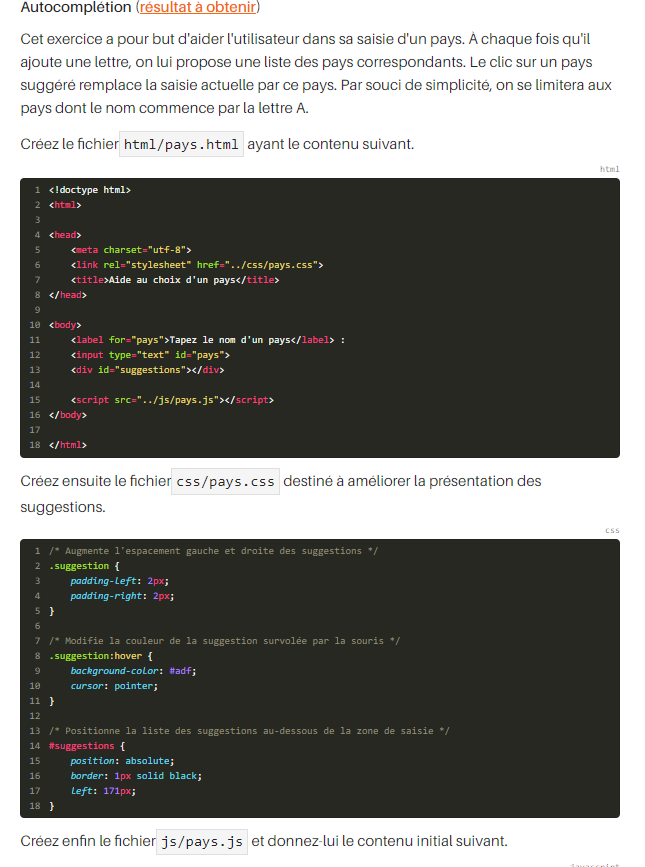 Autocomplétion (résultat à obtenir)
Cet exercice a pour but d'aider l'utilisateur dans sa saisie d'un pays. À chaque fois qu'il
ajoute une lettre, on lui propose une liste des pays correspondants. Le clic sur un pays
suggéré remplace la saisie actuelle par ce pays. Par souci de simplicité, on se limitera aux
pays dont le nom commence par la lettre A.
Créez le fichier html/pays.html ayant le contenu suivant.
html
1 <!doctype html>
2 <html>
3
4 <head>
5     <meta charset="utf-8">
6     <link rel="stylesheet" href="../css/pays.css">
7     <title>Aide au choix d'un pays</title>
8 </head>
9
10 <body>
11     <label for="pays">Tapez le nom d'un pays</label> :
12     <input type="text" id="pays">
13     <div id="suggestions"></div>
14
15     <script src="../js/pays.js"></script>
16 </body>
17
18 </html>
Créez ensuite le fichier css/pays.css destiné à améliorer la présentation des
suggestions.
css
1 /* Augmente l'espacement gauche et droite des suggestions */
2 .suggestion {
3     padding-left: 2px;
4     padding-right: 2px;
5 }
6
7 /* Modifie la couleur de la suggestion survolée par la souris */
8 .suggestion:hover {
9     background-color: #adf;
10     cursor: pointer;
11 }
12
13 /* Positionne la liste des suggestions au-dessous de la zone de saisie */
14 #suggestions {
15     position: absolute;
16     border: 1px solid black;
17     left: 171px;
18 }
Créez enfin le fichier js/pays.js et donnez-lui le contenu initial suivant.